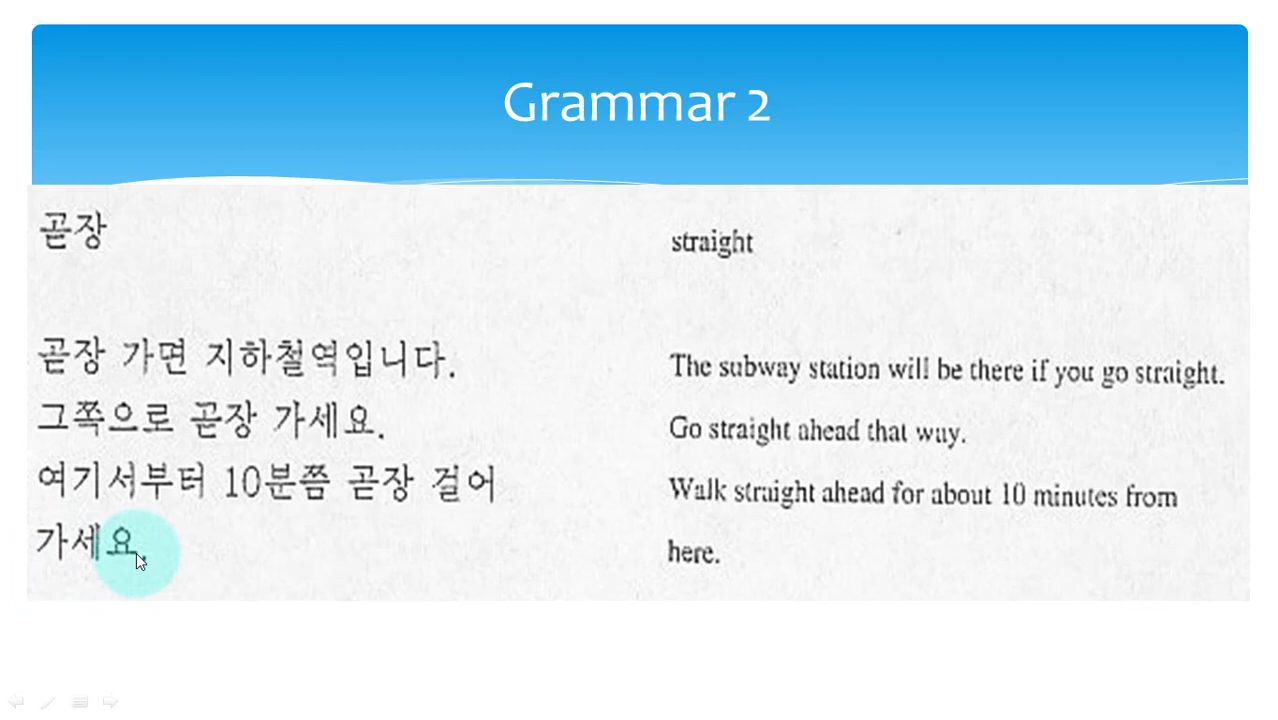 Grammar 2
곧장
straight
곧장 가면 지하철역입니다.
The subway station will be there if you go straight.
그쪽으로 곧장 가세요.
Go straight ahead that way.
여기서부터 10분쯤 곧장 걸어
가세요.
Walk straight ahead for about 10 minutes from
here.